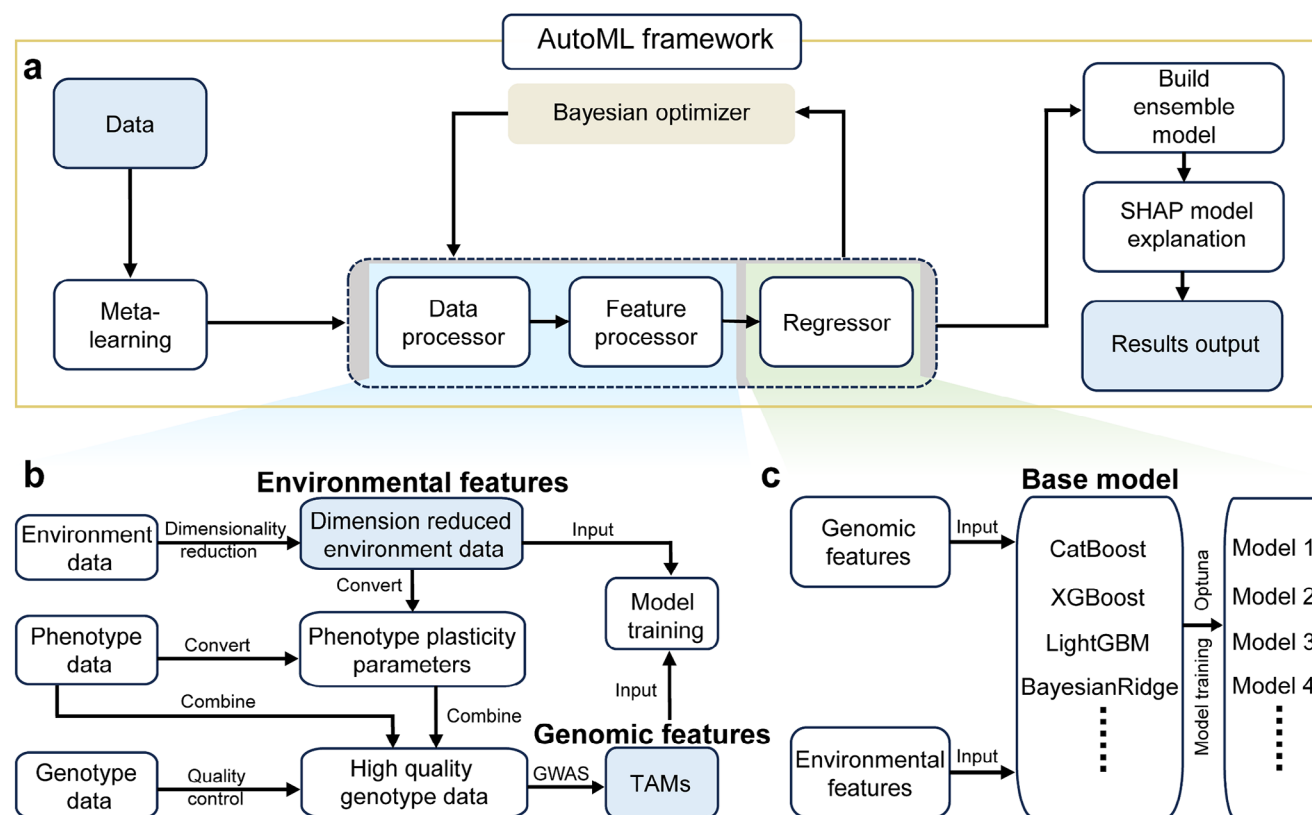 AutoML framework
a
Data
Bayesian optimizer
Build
ensemble
model
SHAP model
explanation
Meta-
learning
Data
processor
Feature
processor
Regressor
Results output
b
Environmental features
Environment
data
Dimensionality
reduction
Dimension reduced
environment data
Input
Convert
Model
training
Phenotype
data
Convert
Phenotype plasticity
parameters
Input
Combine
Combine
Genomic features
Genotype
data
Quality
control
High quality
genotype data
GWAS
TAMs
c
Base model
Genomic
features
Input
CatBoost
XGBoost
LightGBM
BayesianRidge
Model training Optuna
Model 1
Model 2
Model 3
Model 4
Environmental
features
Input